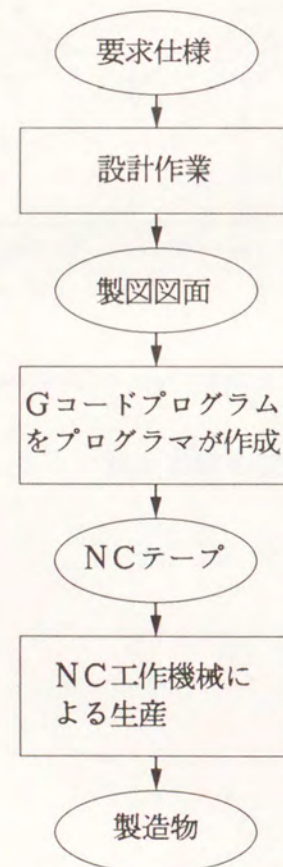 要求仕様
設計作業
製図図面
Gコードプログラム
をプログラマが作成
NCテープ
NC工作機械に
よる生産
製造物